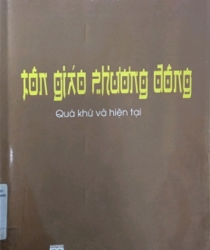 tôn giáo phương đông
Quá khứ và hiện tại